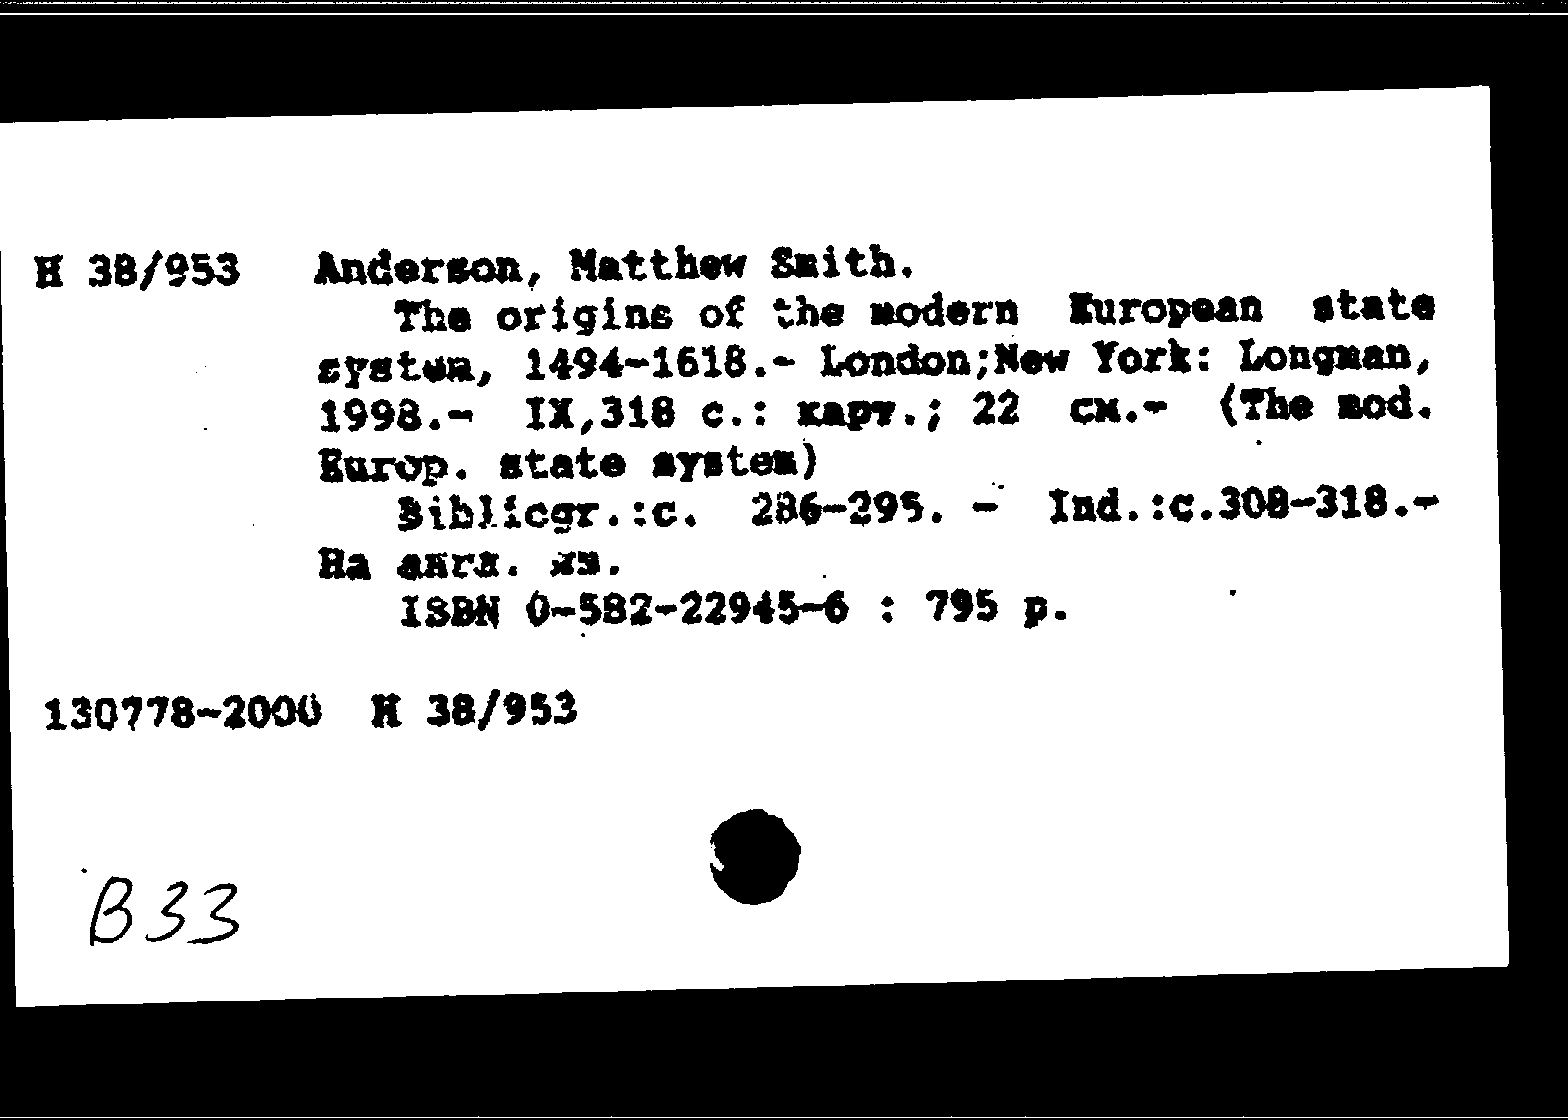 Н 38/953 Anderson, Matthew Smith.
The origins of the modern European state
system, 1494-1618.- London;New York: Longman,
1998.- IX,318 с.: карт.; 22 см.- (The mod.
Europ. state system)
Bibliogr.:с. 286-295. - Ind.:с.308-318.-
На англ. яз.
ISBN 0-582-22945-6 : 795 р.
130778-2000 Н 38/953
В33